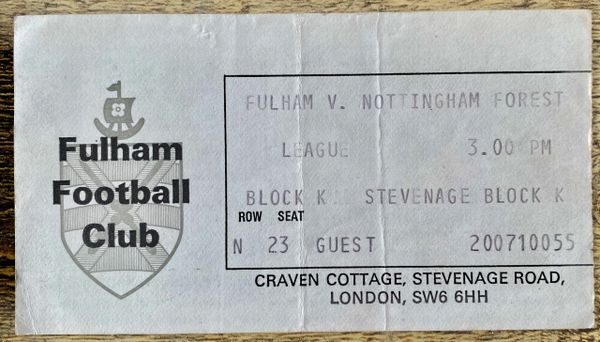 Fulham
Football
Club
FULHAM V. NOTTINGHAM FOREST
LEAGUE 3.00 PM
BLOCK K STEVENAGE BLOCK K
ROW SEAT
N 23 GUEST 200710055
CRAVEN COTTAGE, STEVENAGE ROAD,
LONDON, SW6 6HH